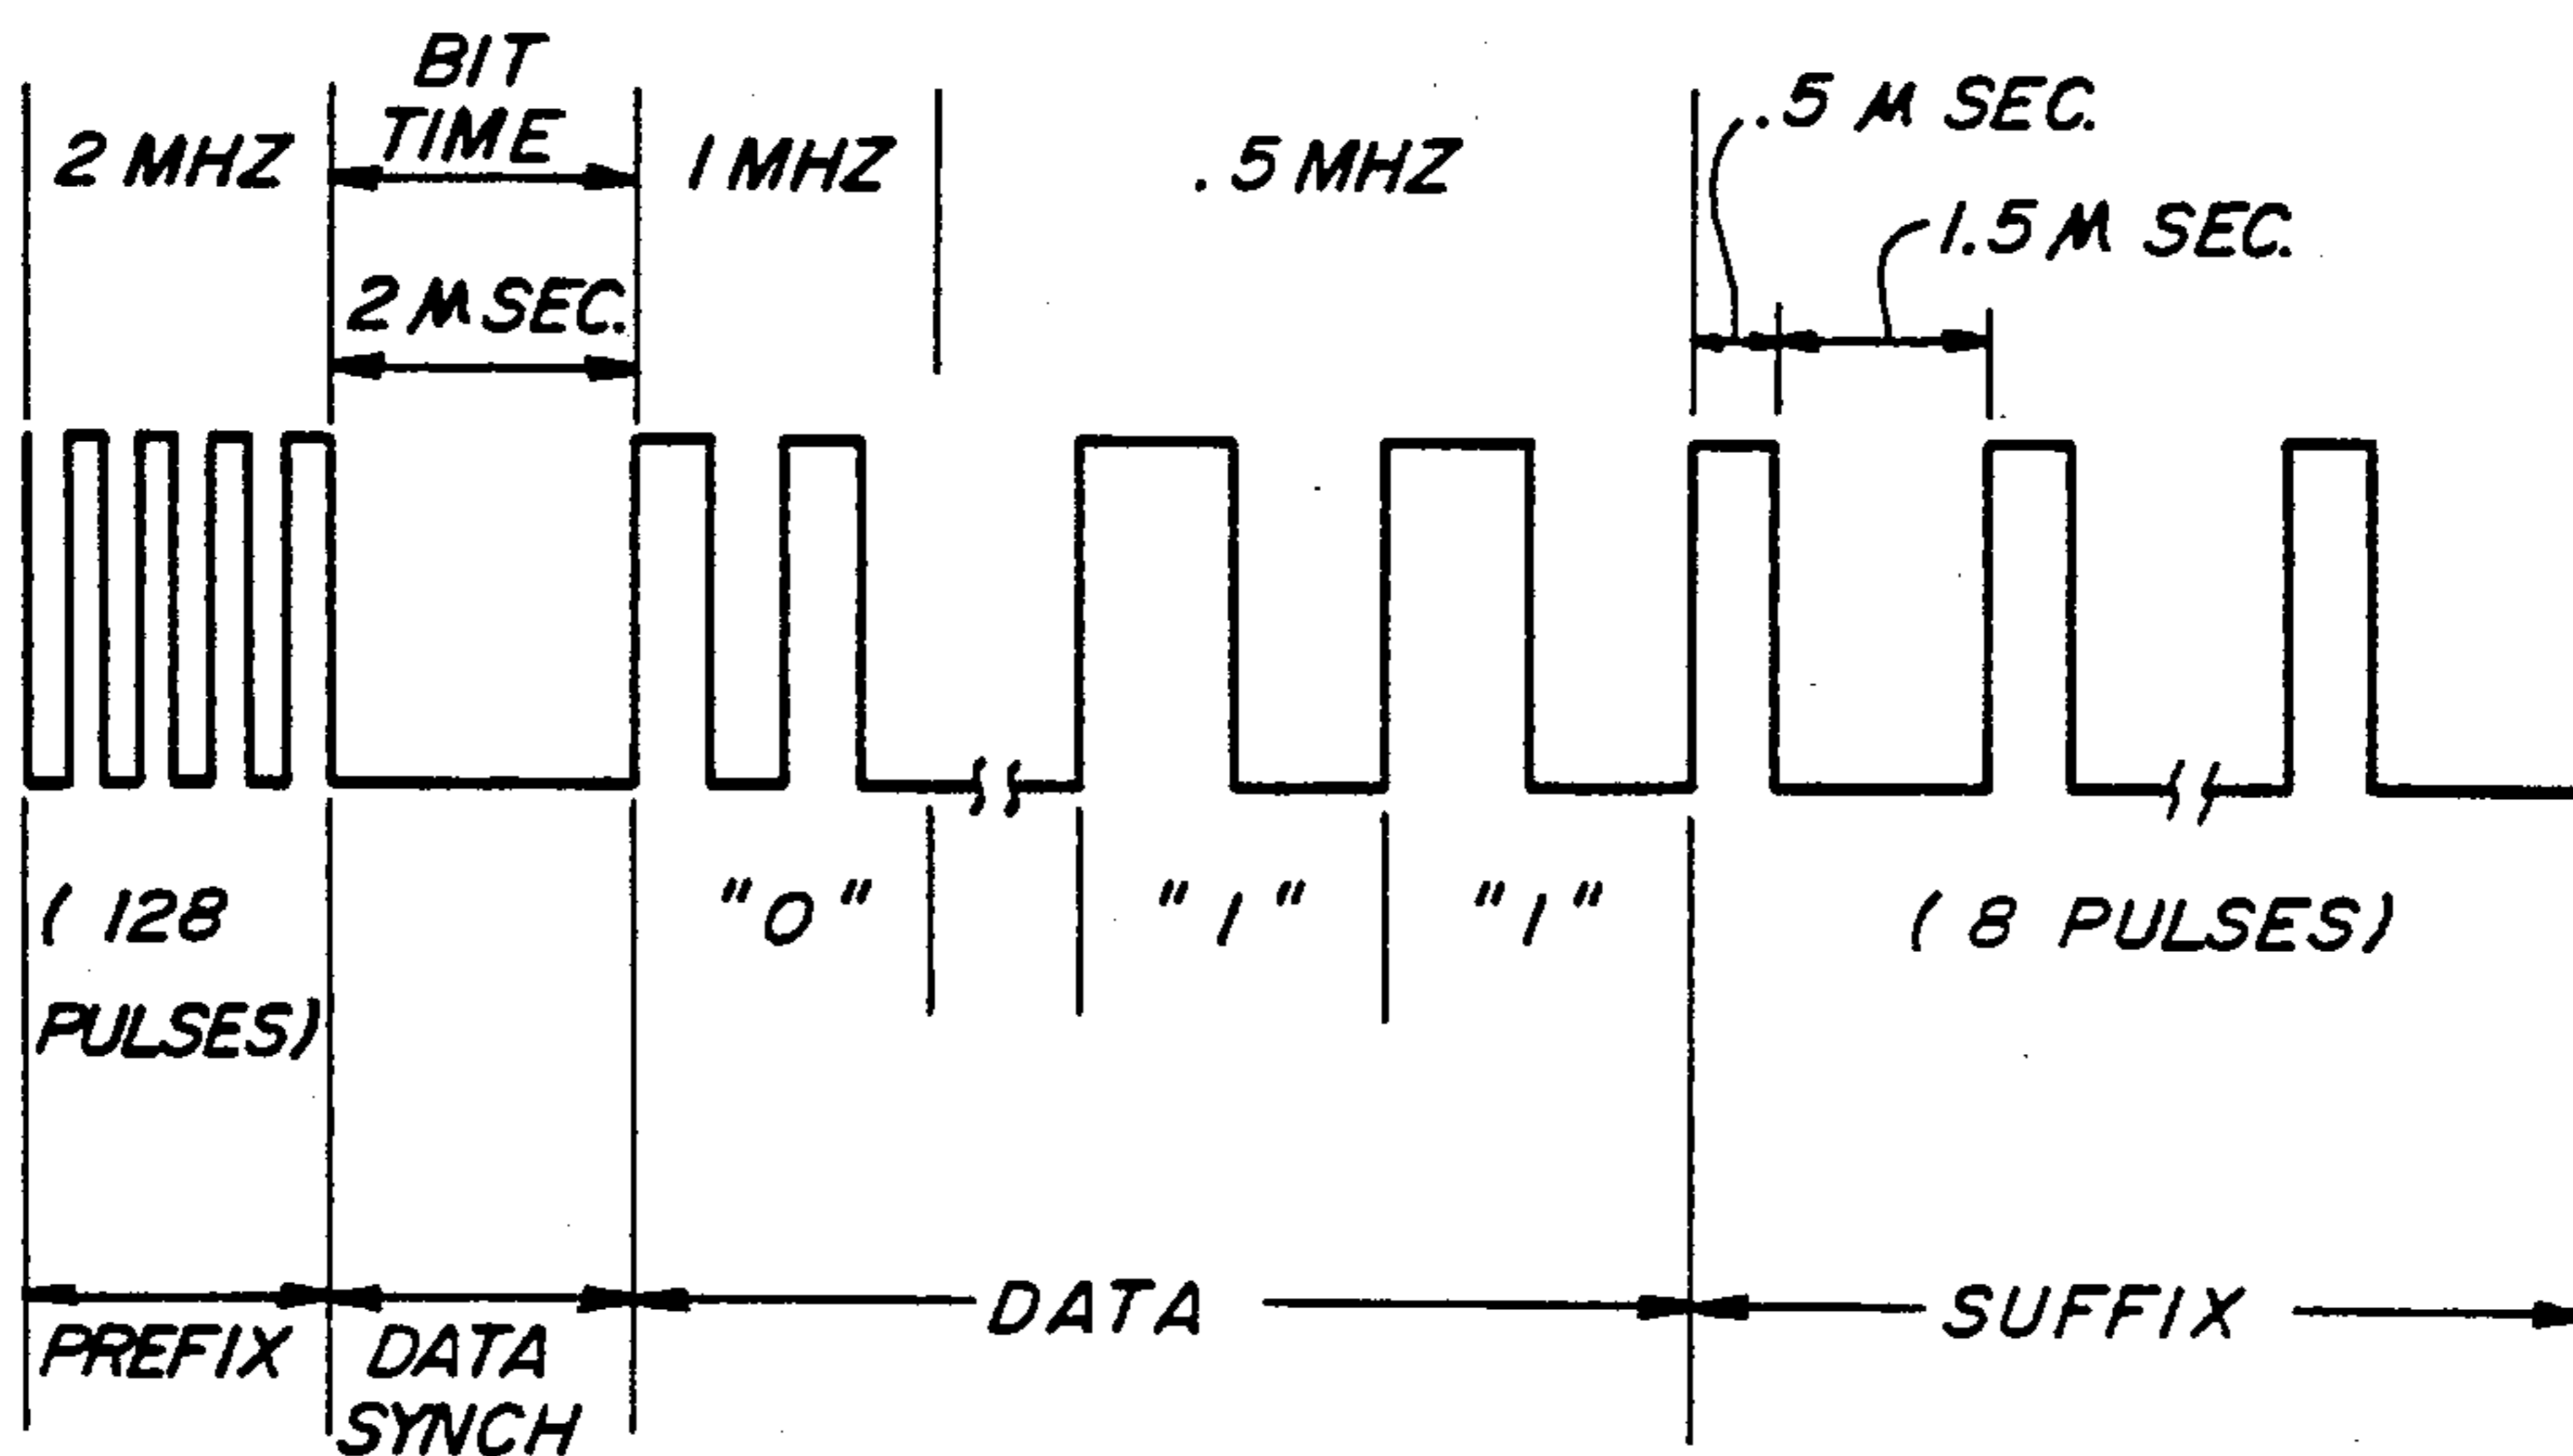 BIT
TIME
2 MHZ
1 MHZ
.5 MHZ
.5 µ SEC.
1.5 µ SEC.
2 µ SEC.
"0"
"1"
"1"
( 128
PULSES)
( 8 PULSES)
PREFIX
DATA
SYNCH
DATA
SUFFIX